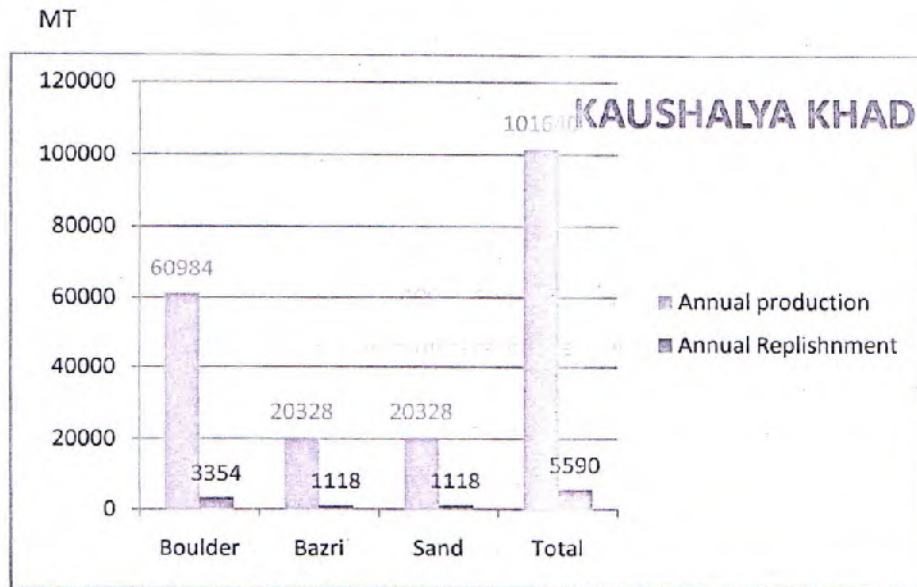 MT
120000
KAUSHALYA KHAD
101640
100000
80000
60984
60000
Annual production
40000
Annual Replishnment
20328
20328
20000
3354
1118
1118
5590
0
Boulder
Bazri
Sand
Total